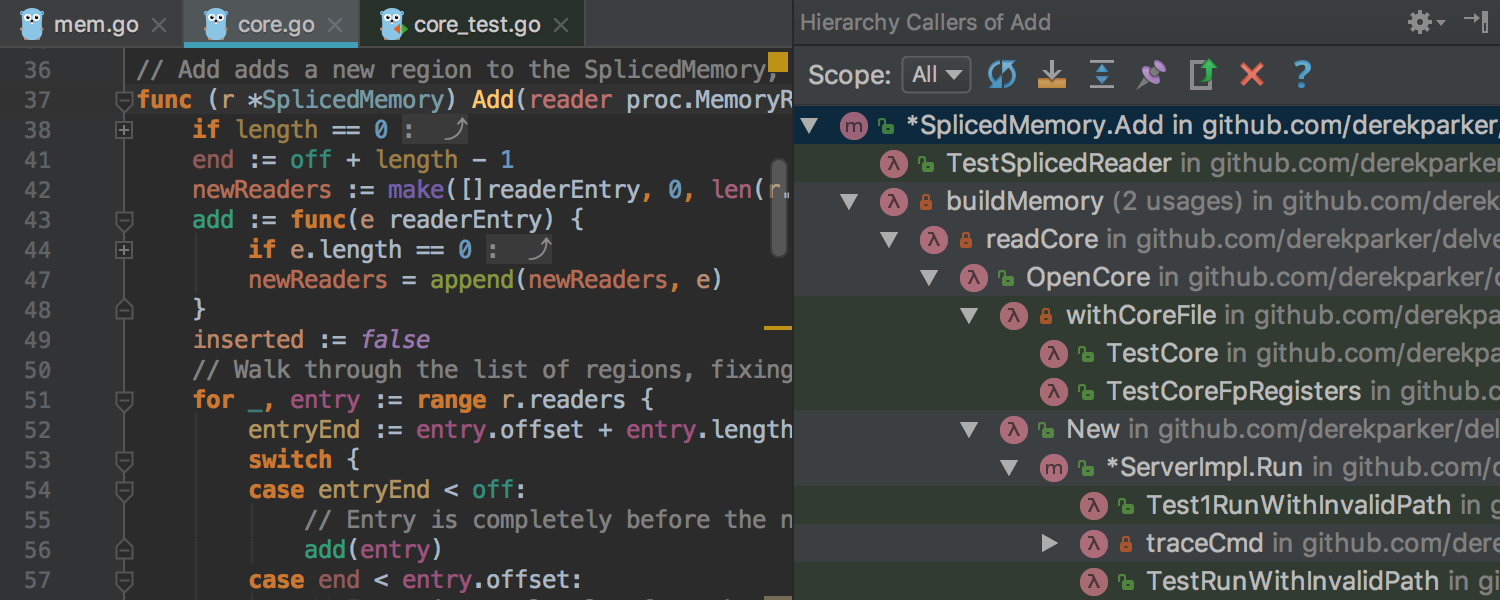 mem.go
core.go
core_test.go
36 // Add adds a new region to the SplicedMemory,
37 func (r *SplicedMemory) Add(reader proc.MemoryR
38 if length == 0 :
41 end := off + length - 1
42 newReaders := make([]readerEntry, 0, len(r.
43 add := func(e readerEntry) {
44 if e.length == 0 :
47 newReaders = append(newReaders, e)
48 }
49 inserted := false
50 // Walk through the list of regions, fixing
51 for _, entry := range r.readers {
52 entryEnd := entry.offset + entry.length
53 switch {
54 case entryEnd < off:
55 // Entry is completely before the n
56 add(entry)
57 case end < entry.offset:
Hierarchy Callers of Add
Scope: All ?
m *SplicedMemory.Add in github.com/derekparker
λ TestSplicedReader in github.com/derekparker
λ buildMemory (2 usages) in github.com/derek
λ readCore in github.com/derekparker/delve
λ OpenCore in github.com/derekparker/
λ withCoreFile in github.com/derekpa
λ TestCore in github.com/derekpa
λ TestCoreFpRegisters in github.c
λ New in github.com/derekparker/del
m *ServerImpl.Run in github.com/
λ Test1RunWithInvalidPath in g
λ traceCmd in github.com/dere
λ TestRunWithInvalidPath in git